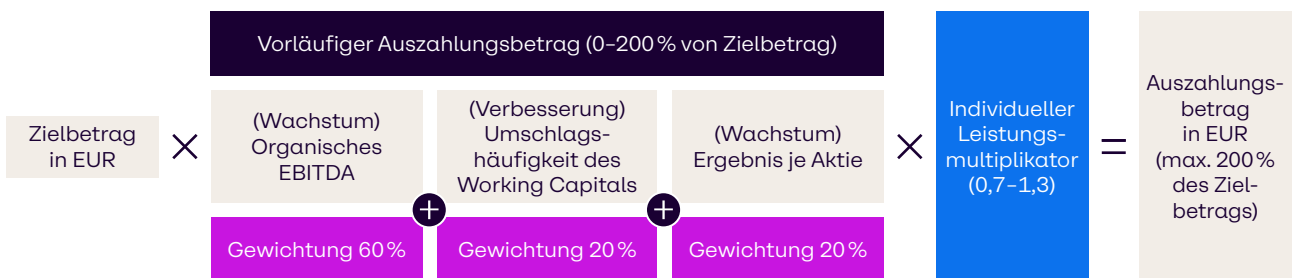 Vorläufiger Auszahlungsbetrag (0–200 % von Zielbetrag)
Zielbetrag
in EUR
×
(Wachstum)
Organisches
EBITDA
+
(Verbesserung)
Umschlags-
häufigkeit des
Working Capitals
+
(Wachstum)
Ergebnis je Aktie
Gewichtung 60 %
Gewichtung 20 %
Gewichtung 20 %
×
Individueller
Leistungs-
multiplikator
(0,7–1,3)
=
Auszahlungs-
betrag
in EUR
(max. 200 %
des Ziel-
betrags)